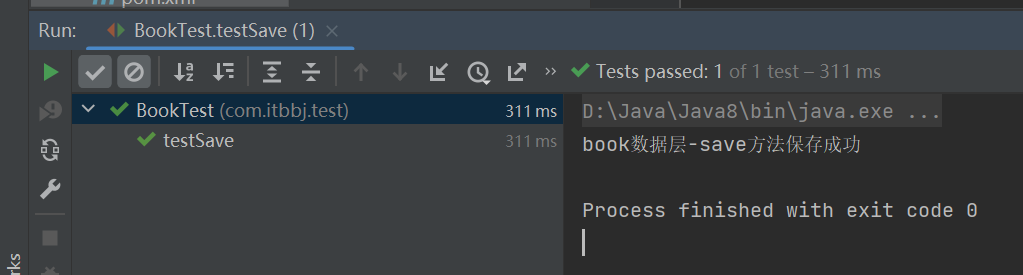 pom.xml
Run: BookTest.testSave (1) ×
» Tests passed: 1 of 1 test – 311 ms
BookTest (com.itbbj.test) 311 ms
testSave 311 ms
D:\Java\Java8\bin\java.exe ...
book数据层-save方法保存成功
Process finished with exit code 0
rks